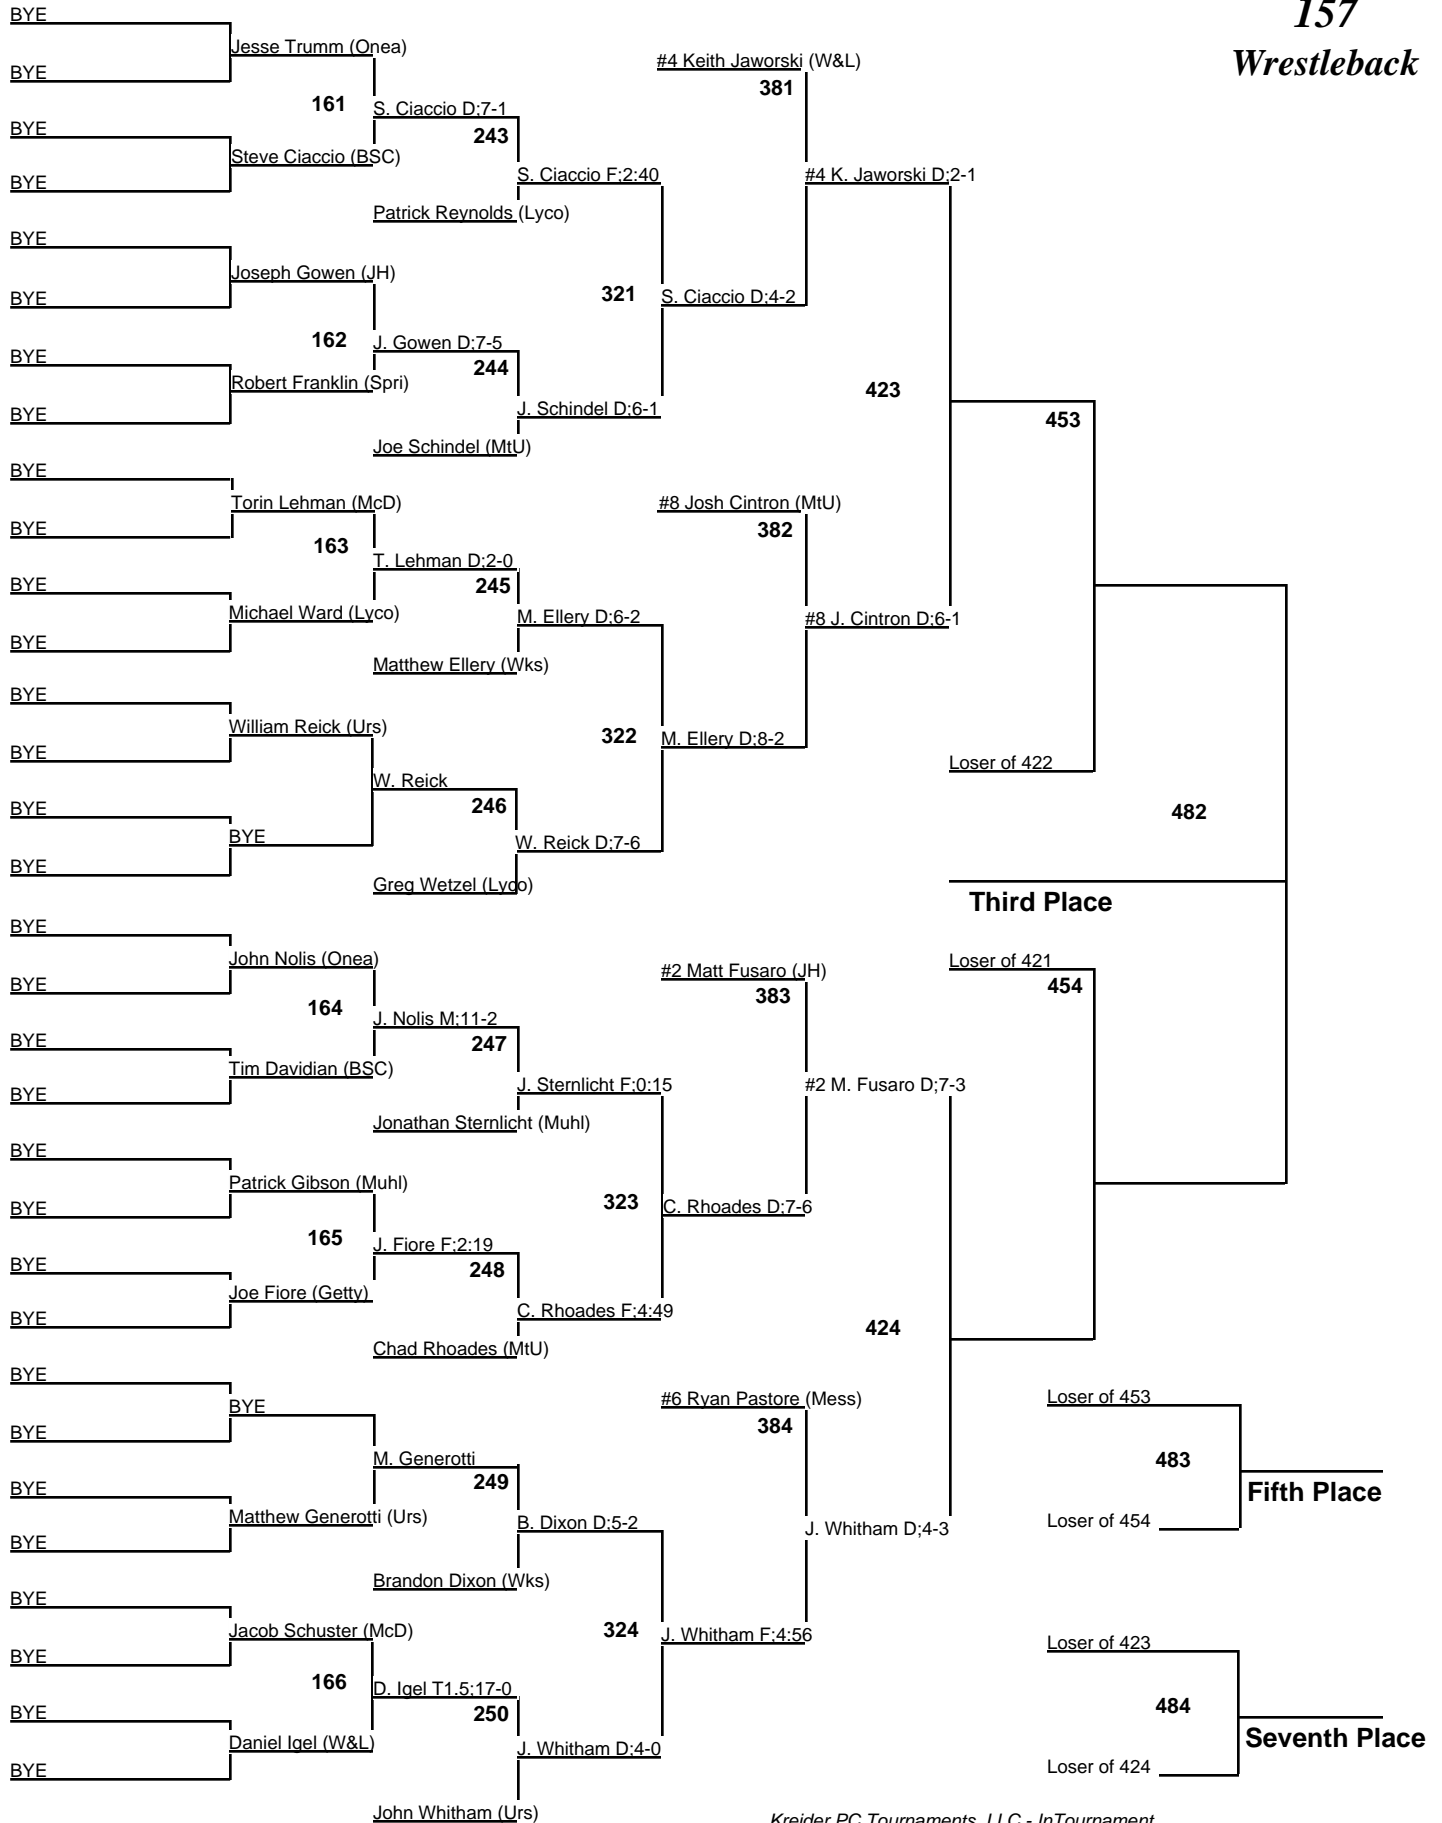 BYE
157
Wrestleback
Jesse Trumm (Onea)
#4 Keith Jaworski (W&L)
BYE
381
161
S. Ciaccio D;7-1
BYE
243
Steve Ciaccio (BSC)
S. Ciaccio F;2:40
#4 K. Jaworski D;2-1
BYE
Patrick Reynolds (Lyco)
BYE
Joseph Gowen (JH)
321
S. Ciaccio D;4-2
BYE
162
J. Gowen D;7-5
BYE
244
Robert Franklin (Spri)
423
BYE
J. Schindel D;6-1
453
Joe Schindel (MtU)
BYE
Torin Lehman (McD)
#8 Josh Cintron (MtU)
BYE
382
163
T. Lehman D;2-0
BYE
245
Michael Ward (Lyco)
M. Ellery D;6-2
#8 J. Cintron D;6-1
BYE
Matthew Ellery (Wks)
BYE
William Reick (Urs)
322
M. Ellery D;8-2
BYE
Loser of 422
W. Reick
BYE
246
482
BYE
W. Reick D;7-6
BYE
Greg Wetzel (Lyco)
Third Place
BYE
John Nolis (Onea)
#2 Matt Fusaro (JH)
Loser of 421
BYE
383
454
164
J. Nolis M;11-2
BYE
247
Tim Davidian (BSC)
J. Sternlicht F;0:15
#2 M. Fusaro D;7-3
BYE
Jonathan Sternlicht (Muhl)
BYE
Patrick Gibson (Muhl)
323
C. Rhoades D;7-6
BYE
165
J. Fiore F;2:19
BYE
248
Joe Fiore (Getty)
C. Rhoades F;4:49
BYE
424
Chad Rhoades (MtU)
BYE
BYE
#6 Ryan Pastore (Mess)
Loser of 453
BYE
384
M. Generotti
483
BYE
249
Fifth Place
Matthew Generotti (Urs)
B. Dixon D;5-2
J. Whitham D;4-3
Loser of 454
BYE
Brandon Dixon (Wks)
BYE
Jacob Schuster (McD)
324
J. Whitham F;4:56
Loser of 423
BYE
166
D. Igel T1.5;17-0
484
BYE
250
Daniel Igel (W&L)
J. Whitham D;4-0
Seventh Place
BYE
Loser of 424
John Whitham (Urs)
Kreider PC Tournaments, LLC - InTournament